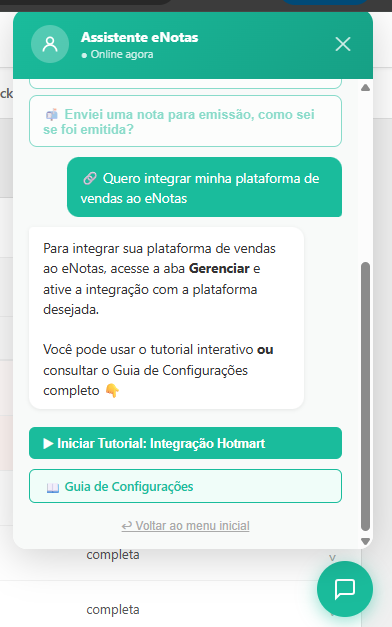 Assistente eNotas
● Online agora
ck
📬 Enviei uma nota para emissão, como sei
se foi emitida?
🔗 Quero integrar minha plataforma de
vendas ao eNotas
Para integrar sua plataforma de vendas
ao eNotas, acesse a aba Gerenciar e
ative a integração com a plataforma
desejada.
Você pode usar o tutorial interativo ou
consultar o Guia de Configurações
completo 👇
▶ Iniciar Tutorial: Integração Hotmart
📖 Guia de Configurações
↩ Voltar ao menu inicial
completa
completa